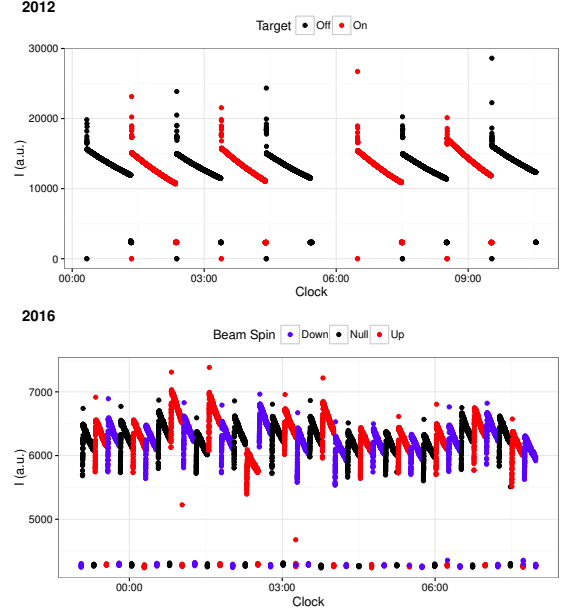 2012
Target Off On
30000
20000
10000
0
I (a.u.)
00:00 03:00 06:00 09:00
Clock
2016
Beam Spin Down Null Up
7000
6000
5000
I (a.u.)
00:00 03:00 06:00
Clock